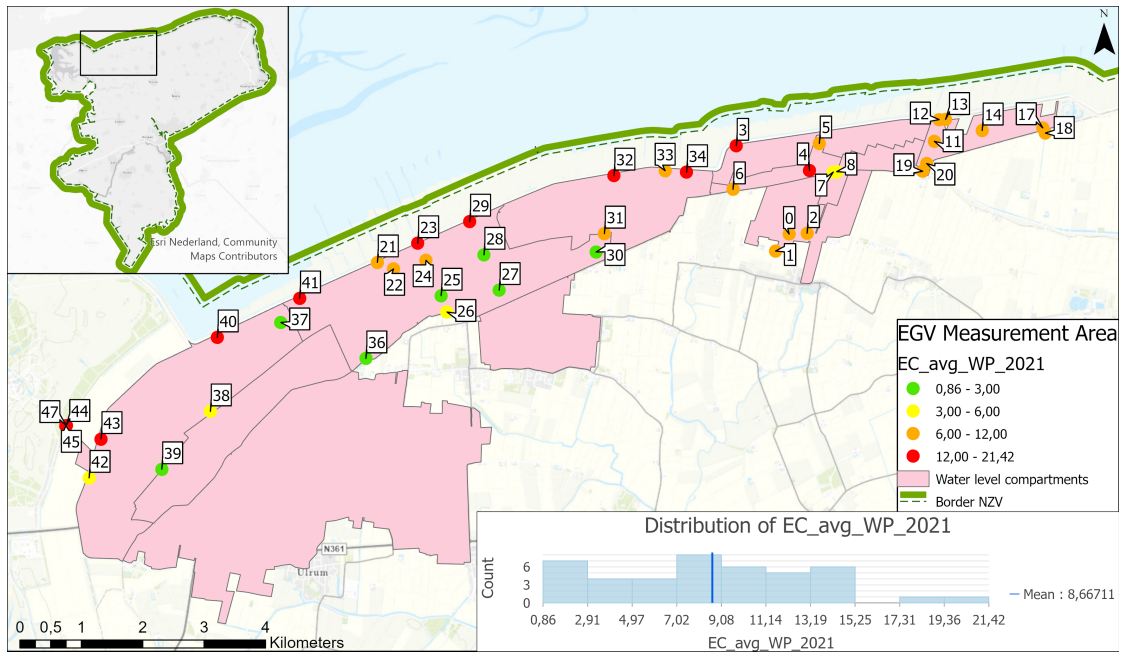 N
Esri Nederland, Community
Maps Contributors
12
13
14
17
18
3
5
11
4
8
19
20
32
33
34
6
7
31
0
2
1
29
23
28
30
21
22
24
25
27
26
41
37
40
36
38
47
44
45
43
42
39
EGV Measurement Area
EC_avg_WP_2021
0,86 - 3,00
3,00 - 6,00
6,00 - 12,00
12,00 - 21,42
Water level compartments
Border NZV
N361
Ulrum
0 0,5 1 2 3 4
Kilometers
Distribution of EC_avg_WP_2021
Count
6
3
0
0,86 2,91 4,97 7,02 9,08 11,14 13,19 15,25 17,31 19,36 21,42
EC_avg_WP_2021
Mean : 8,66711